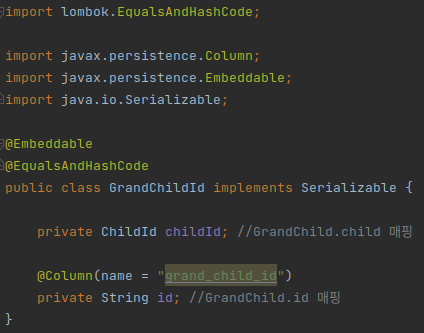 import lombok.EqualsAndHashCode;
import javax.persistence.Column;
import javax.persistence.Embeddable;
import java.io.Serializable;
@Embeddable
@EqualsAndHashCode
public class GrandChildId implements Serializable {
private ChildId childId; //GrandChild.child 매핑
@Column(name = "grand_child_id")
private String id; //GrandChild.id 매핑
}